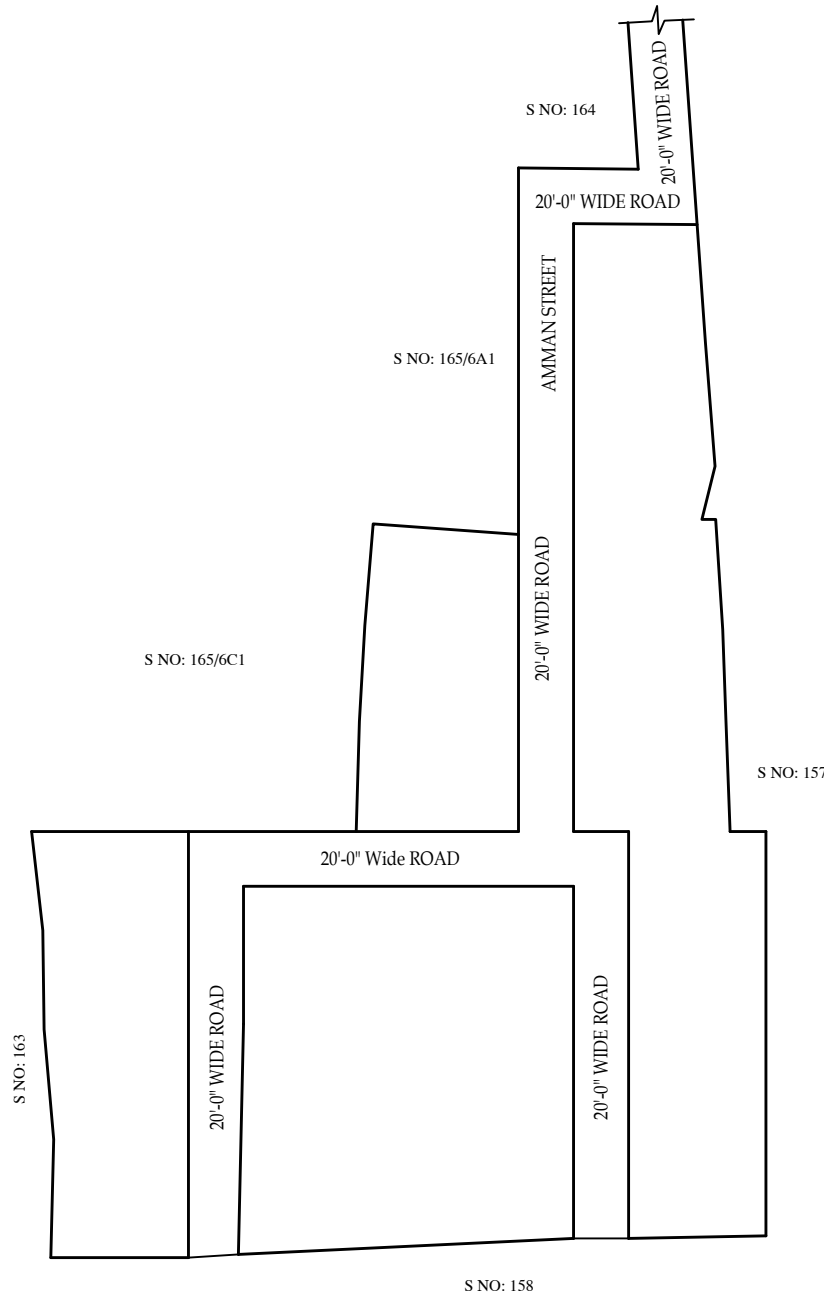 20'-0" WIDE ROAD
S NO: 164
20'-0" WIDE ROAD
AMMAN STREET
S NO: 165/6A1
20'-0" WIDE ROAD
S NO: 165/6C1
S NO: 157
20'-0" Wide ROAD
20'-0" WIDE ROAD
20'-0" WIDE ROAD
S NO: 163
S NO: 158